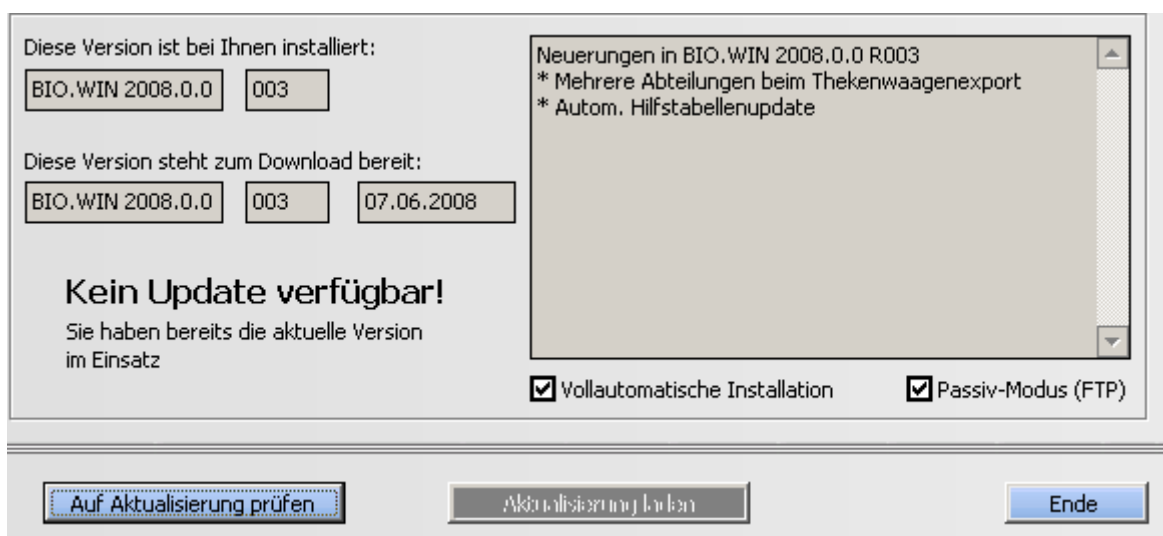 Diese Version ist bei Ihnen installiert:
BIO.WIN 2008.0.0 003
Diese Version steht zum Download bereit:
BIO.WIN 2008.0.0 003 07.06.2008
Kein Update verfügbar!
Sie haben bereits die aktuelle Version
im Einsatz
Neuerungen in BIO.WIN 2008.0.0 R003
* Mehrere Abteilungen beim Thekenwaagenexport
* Autom. Hilfstabellenupdate
Vollautomatische Installation Passiv-Modus (FTP)
Auf Aktualisierung prüfen Aktualisierung laden Ende